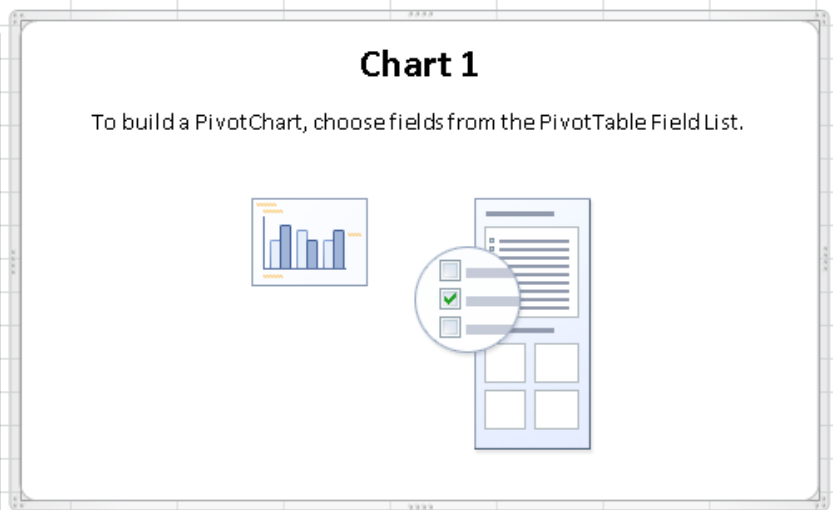 Chart 1
To build a PivotChart, choose fields from the PivotTable Field List.